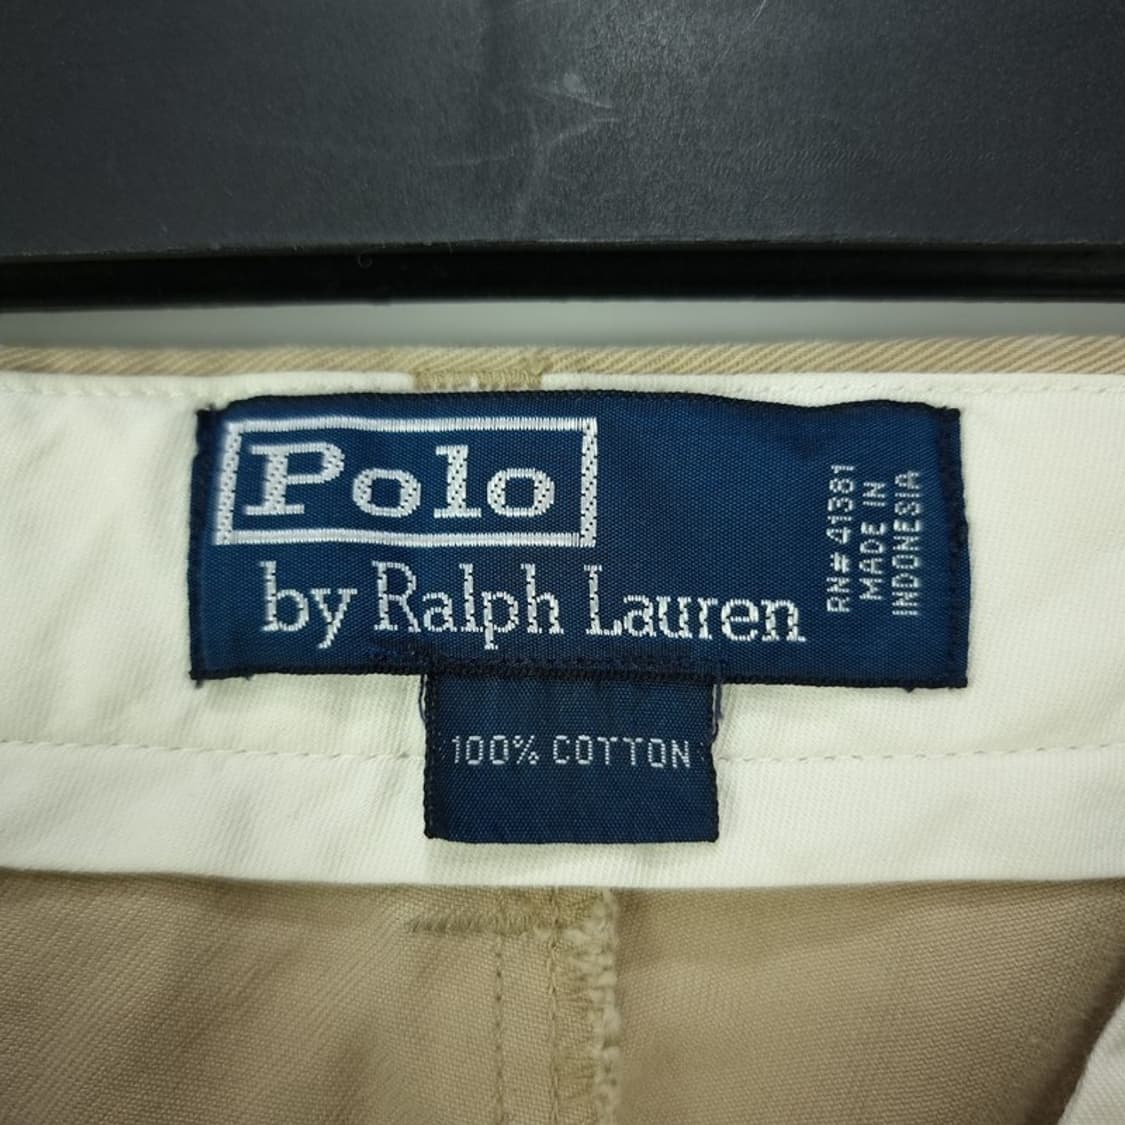 Polo
by Ralph Lauren
RN# 41381
MADE IN
INDONESIA
100% COTTON